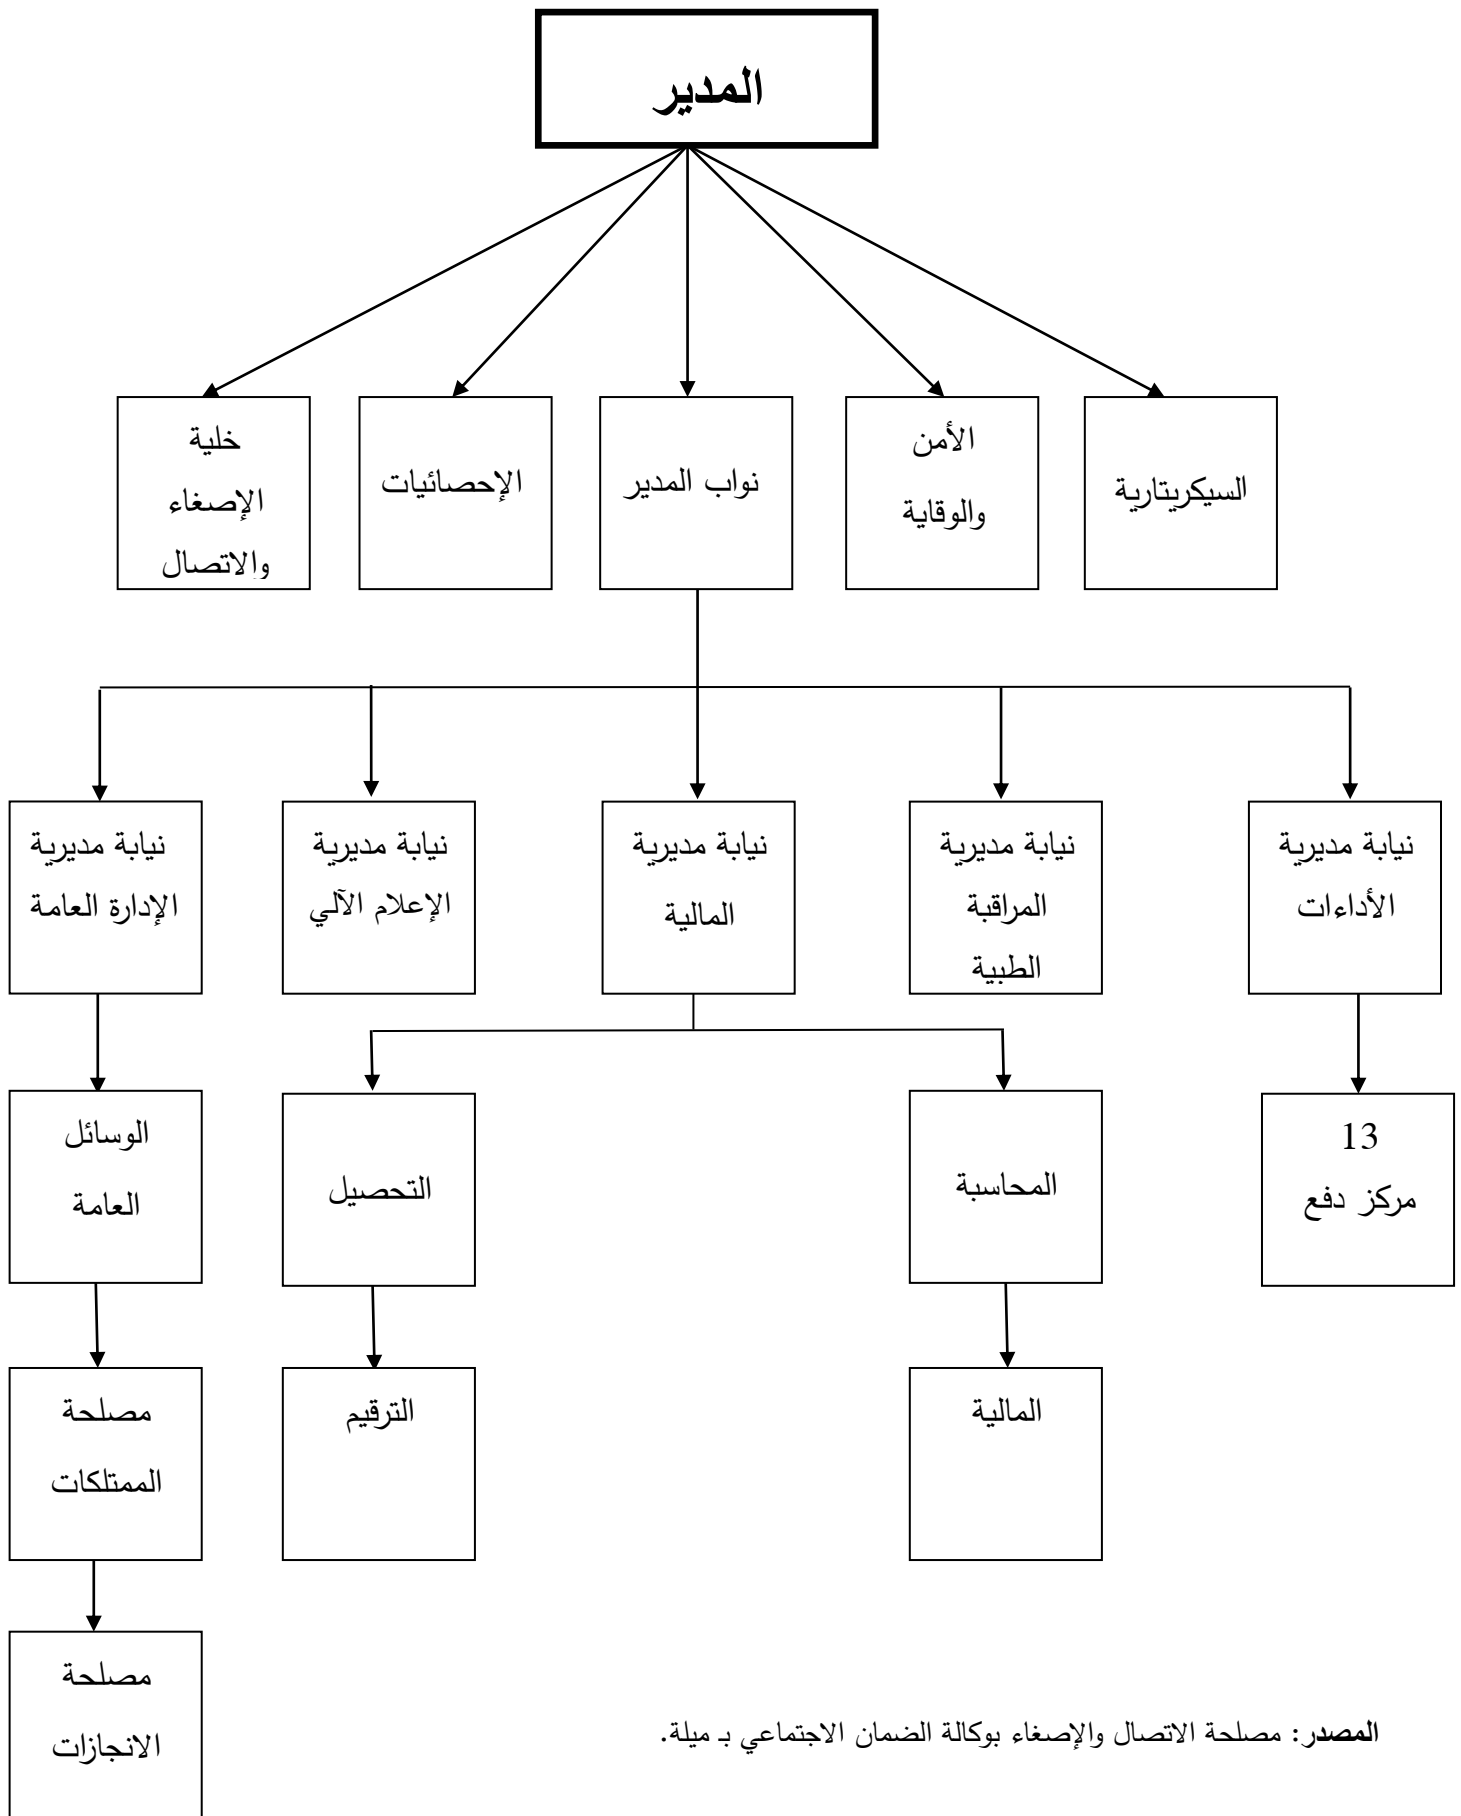 المدير
السيكريتارية
الأمن
والوقاية
نواب المدير
الإحصائيات
خلية
الإصغاء
والاتصال
نيابة مديرية
الأداءات
نيابة مديرية
المراقبة
الطبية
نيابة مديرية
المالية
نيابة مديرية
الإعلام الآلي
نيابة مديرية
الإدارة العامة
13
مركز دفع
المحاسبة
التحصيل
الوسائل
العامة
المالية
الترقيم
مصلحة
الممتلكات
مصلحة
الانجازات
المصدر: مصلحة الاتصال والإصغاء بوكالة الضمان الاجتماعي بـ ميلة.